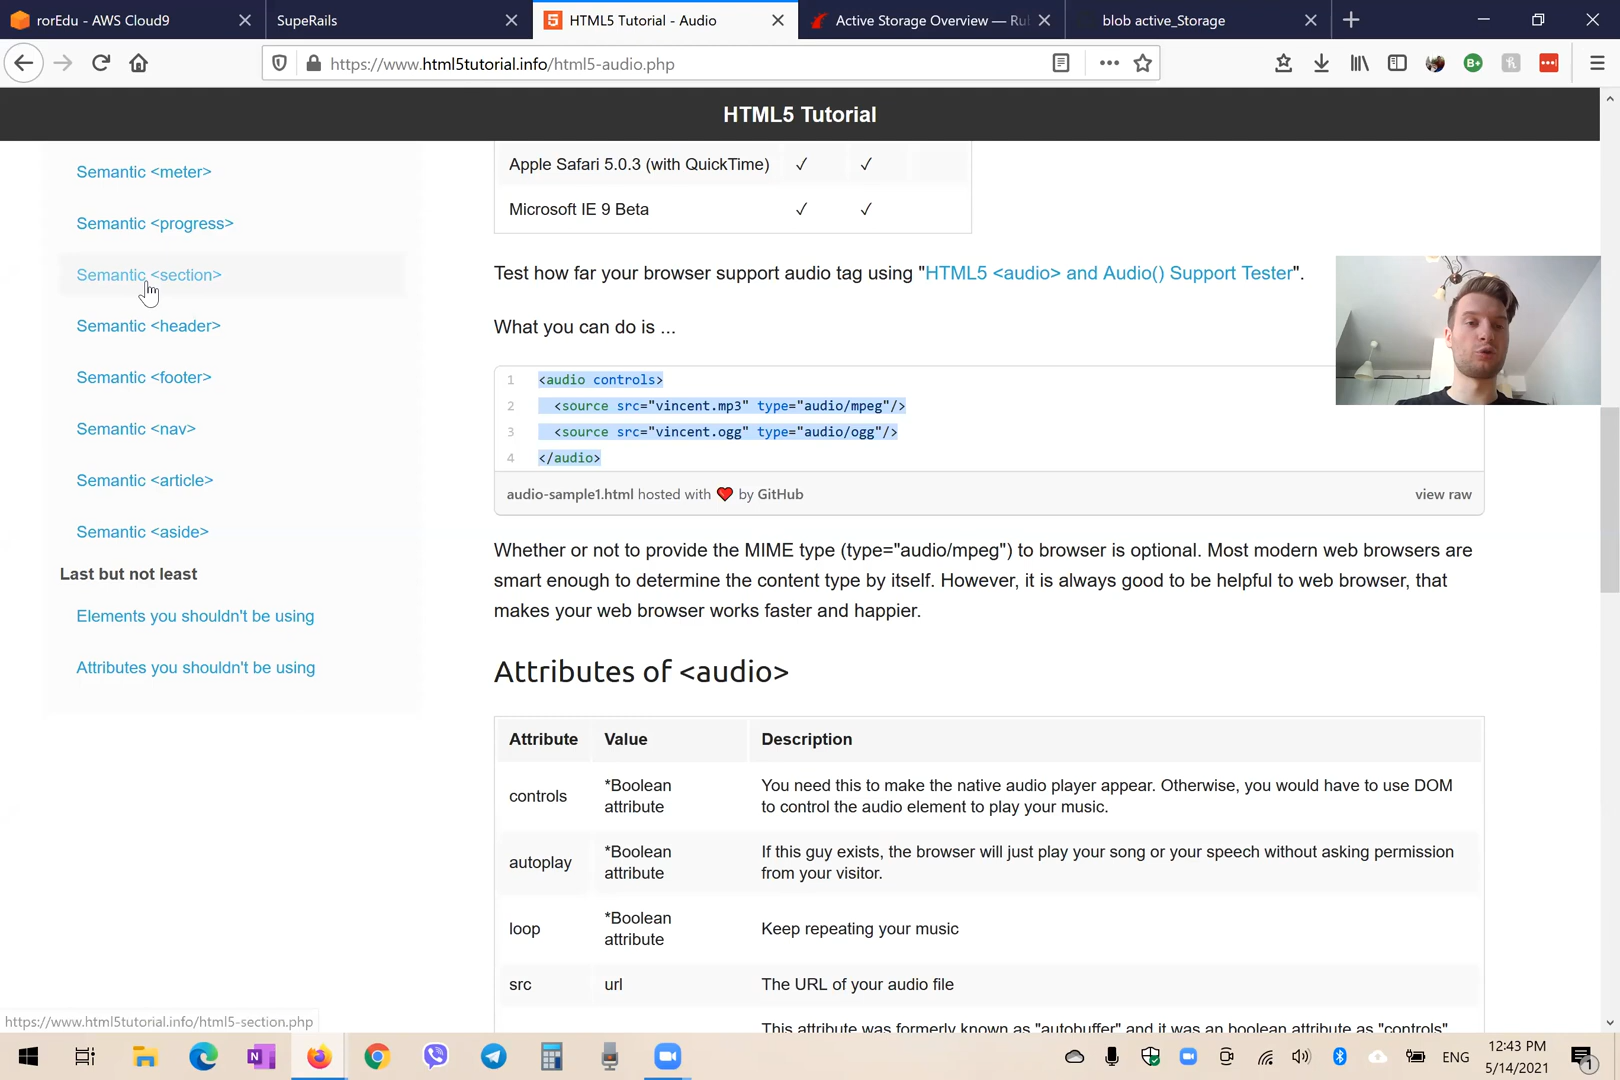 rorEdu - AWS Cloud9
SupeRails
HTML5 Tutorial - Audio
Active Storage Overview — Ru
blob active_Storage
https://www.html5tutorial.info/html5-audio.php
HTML5 Tutorial
Semantic <meter>
Semantic <progress>
Semantic <section>
Semantic <header>
Semantic <footer>
Semantic <nav>
Semantic <article>
Semantic <aside>
Last but not least
Elements you shouldn't be using
Attributes you shouldn't be using
Apple Safari 5.0.3 (with QuickTime) ✓ ✓
Microsoft IE 9 Beta ✓ ✓
Test how far your browser support audio tag using "HTML5 <audio> and Audio() Support Tester".
What you can do is ...
1 <audio controls>
2 <source src="vincent.mp3" type="audio/mpeg"/>
3 <source src="vincent.ogg" type="audio/ogg"/>
4 </audio>
audio-sample1.html hosted with ❤ by GitHub view raw
Whether or not to provide the MIME type (type="audio/mpeg") to browser is optional. Most modern web browsers are
smart enough to determine the content type by itself. However, it is always good to be helpful to web browser, that
makes your web browser works faster and happier.
Attributes of <audio>
Attribute Value Description
controls *Boolean attribute You need this to make the native audio player appear. Otherwise, you would have to use DOM
to control the audio element to play your music.
autoplay *Boolean attribute If this guy exists, the browser will just play your song or your speech without asking permission
from your visitor.
loop *Boolean attribute Keep repeating your music
src url The URL of your audio file
This attribute was formerly known as "autobuffer" and it was an boolean attribute as "controls".
https://www.html5tutorial.info/html5-section.php
ENG
12:43 PM
5/14/2021
1